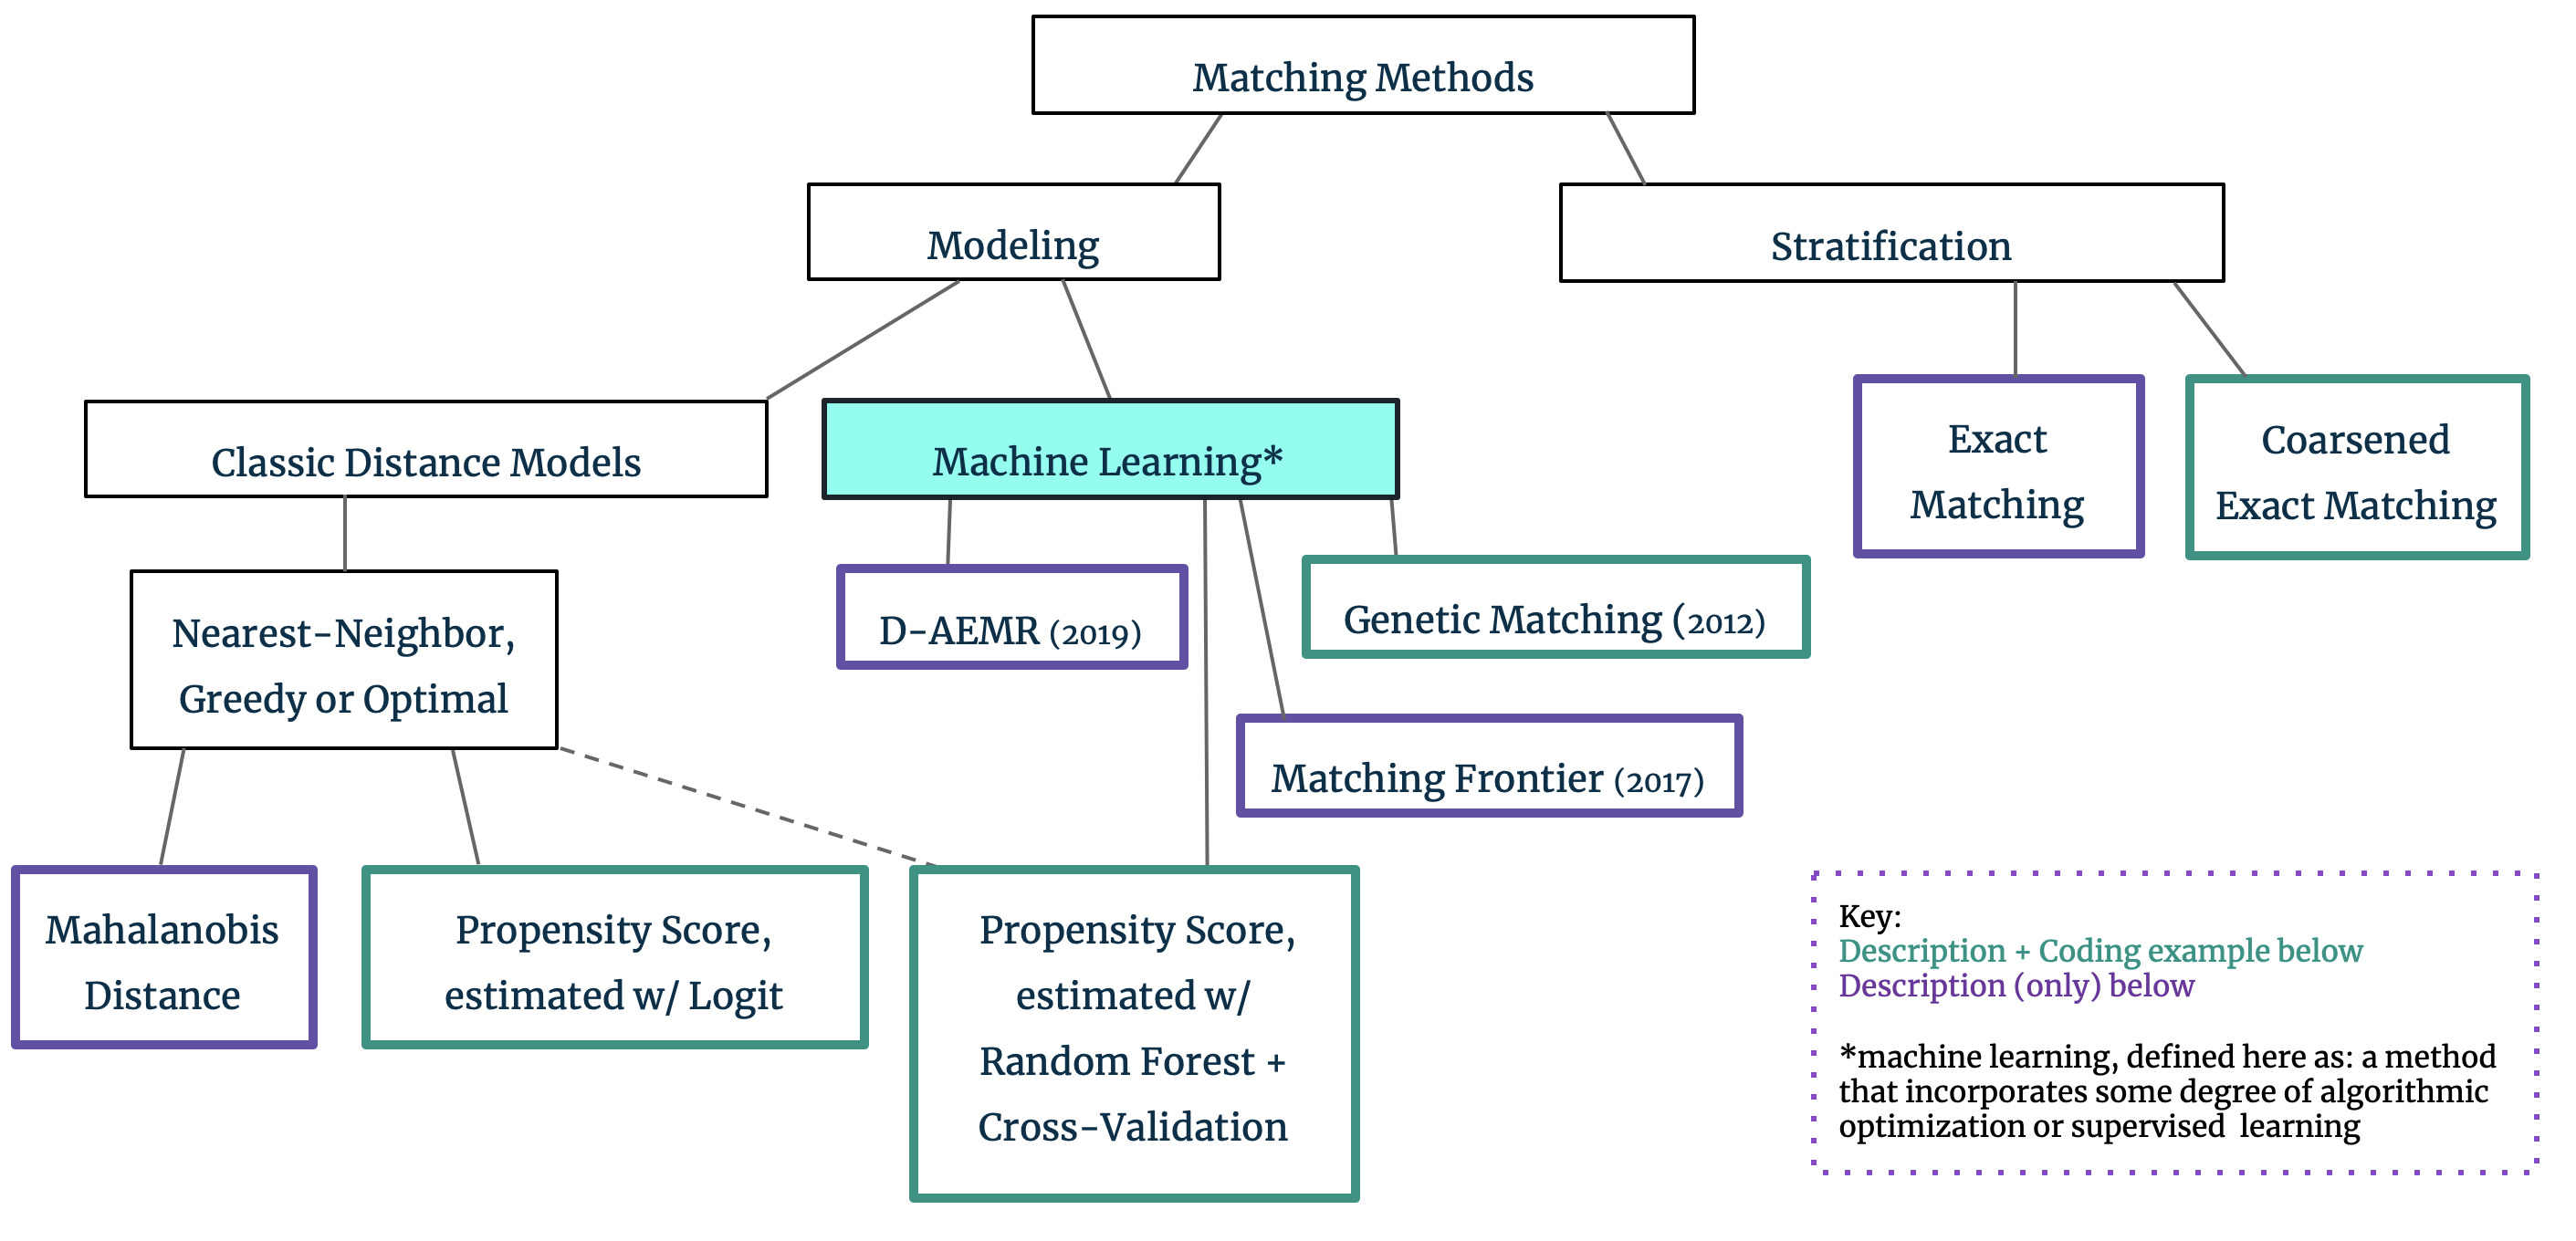 Matching Methods
Modeling
Stratification
Classic Distance Models
Machine Learning*
Exact
Matching
Coarsened
Exact Matching
Nearest-Neighbor,
Greedy or Optimal
D-AEMR (2019)
Genetic Matching (2012)
Matching Frontier (2017)
Mahalanobis
Distance
Propensity Score,
estimated w/ Logit
Propensity Score,
estimated w/
Random Forest +
Cross-Validation
Key:
Description + Coding example below
Description (only) below
*machine learning, defined here as: a method
that incorporates some degree of algorithmic
optimization or supervised learning